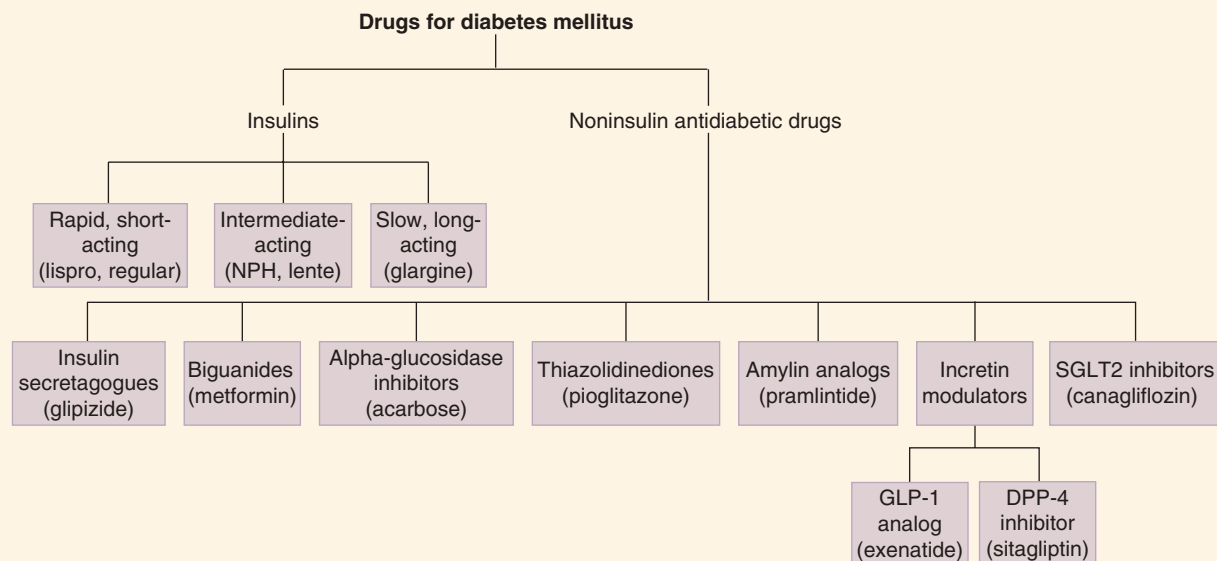 Drugs for diabetes mellitus
Insulins
Noninsulin antidiabetic drugs
Rapid, short-
acting
(lispro, regular)
Intermediate-
acting
(NPH, lente)
Slow, long-
acting
(glargine)
Insulin
secretagogues
(glipizide)
Biguanides
(metformin)
Alpha-glucosidase
inhibitors
(acarbose)
Thiazolidinediones
(pioglitazone)
Amylin analogs
(pramlintide)
Incretin
modulators
SGLT2 inhibitors
(canagliflozin)
GLP-1
analog
(exenatide)
DPP-4
inhibitor
(sitagliptin)